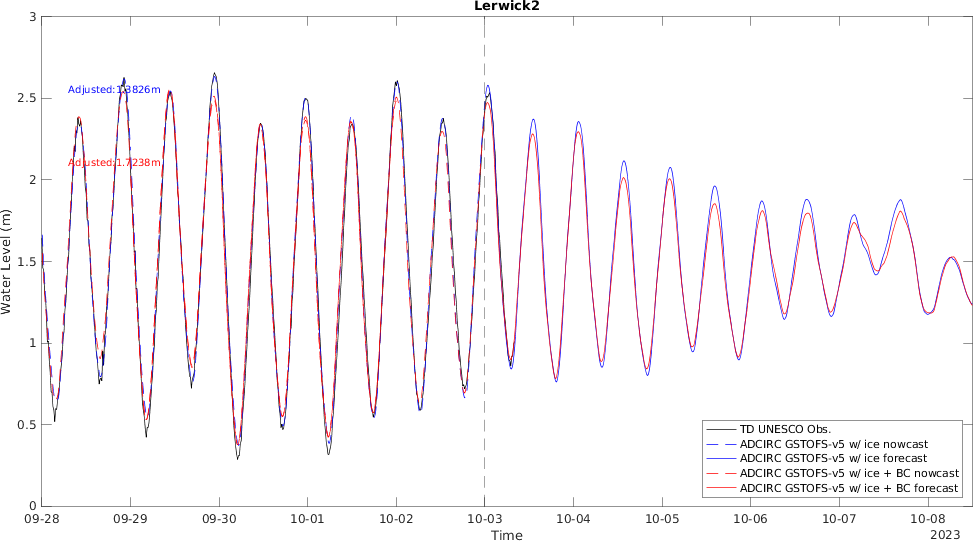 Lerwick2
3
2.5
2
1.5
1
0.5
0
Water Level (m)
Adjusted:1.3826m
Adjusted:1.7238m
TD UNESCO Obs.
ADCIRC GSTOFS-v5 w/ ice nowcast
ADCIRC GSTOFS-v5 w/ ice forecast
ADCIRC GSTOFS-v5 w/ ice + BC nowcast
ADCIRC GSTOFS-v5 w/ ice + BC forecast
09-28 09-29 09-30 10-01 10-02 10-03 10-04 10-05 10-06 10-07 10-08
Time
2023